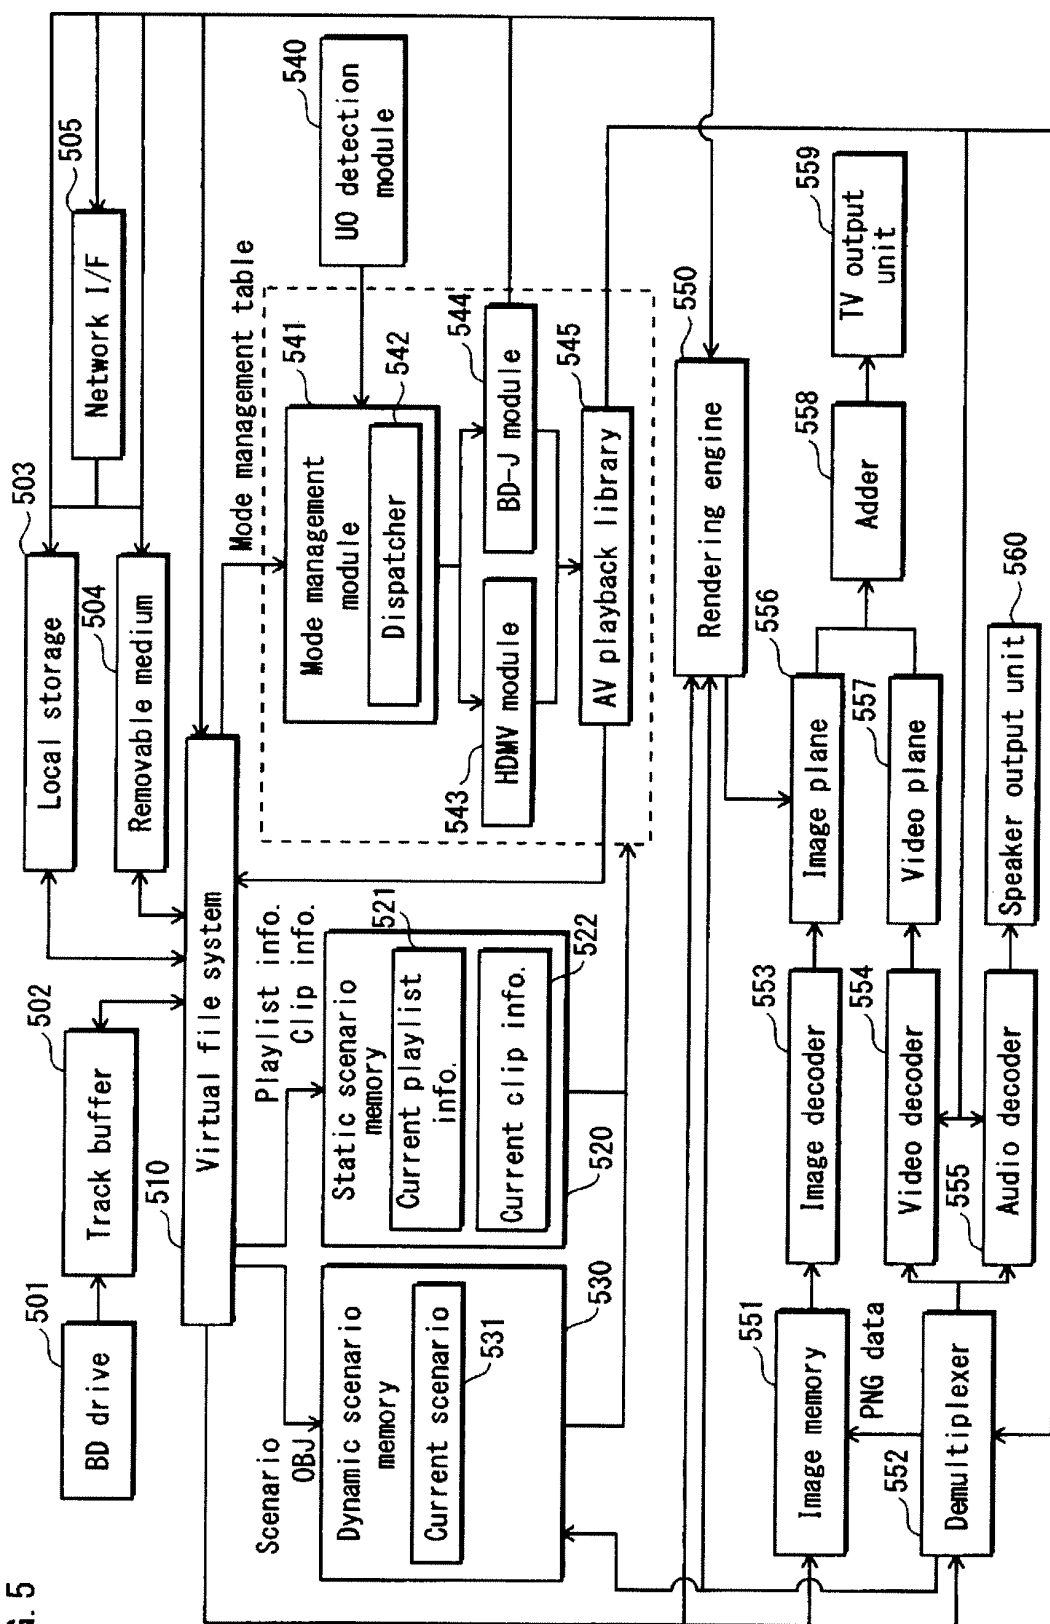 G. 5
BD drive
501
Track buffer
502
Local storage
503
Removable medium
504
Network I/F
505
Virtual file system
510
Scenario
OBJ
Playlist info.
Clip info.
Mode management table
Dynamic scenario
memory
Current scenario
531
530
Static scenario
memory
Current playlist
info.
521
Current clip info.
522
520
Mode management
module
541
Dispatcher
542
UO detection
module
540
HDMV module
543
BD-J module
544
AV playback library
545
Rendering engine
550
Image memory
551
PNG data
Demultiplexer
552
Image decoder
553
Video decoder
554
Audio decoder
555
Image plane
556
Video plane
557
Adder
558
TV output
unit
559
Speaker output unit
560